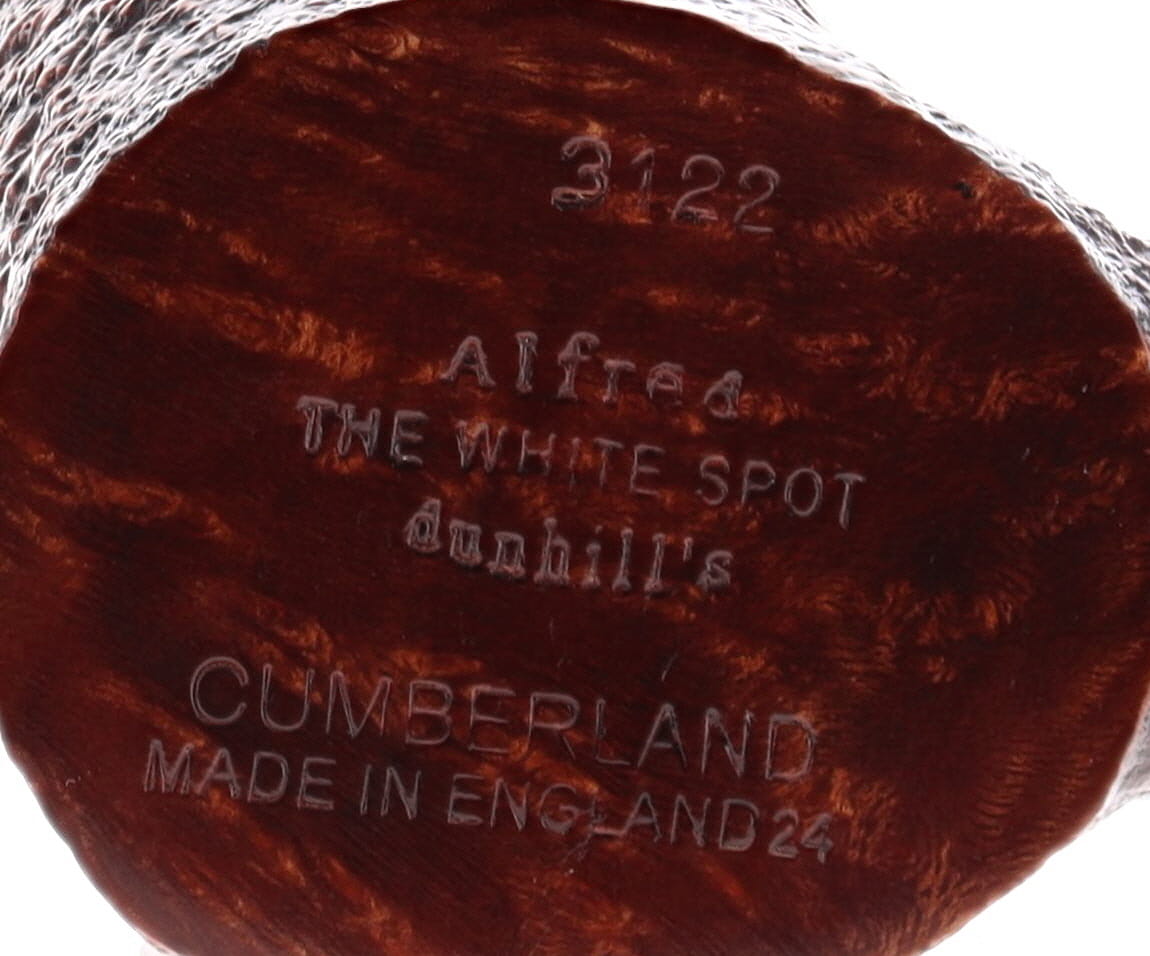 3122
Alfred
THE WHITE SPOT
dunhill's
CUMBERLAND
MADE IN ENGLAND24